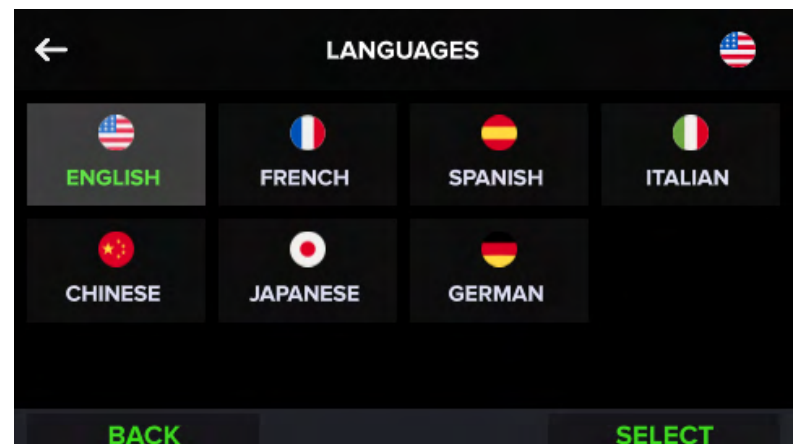 LANGUAGES
ENGLISH FRENCH SPANISH ITALIAN
CHINESE JAPANESE GERMAN
BACK SELECT